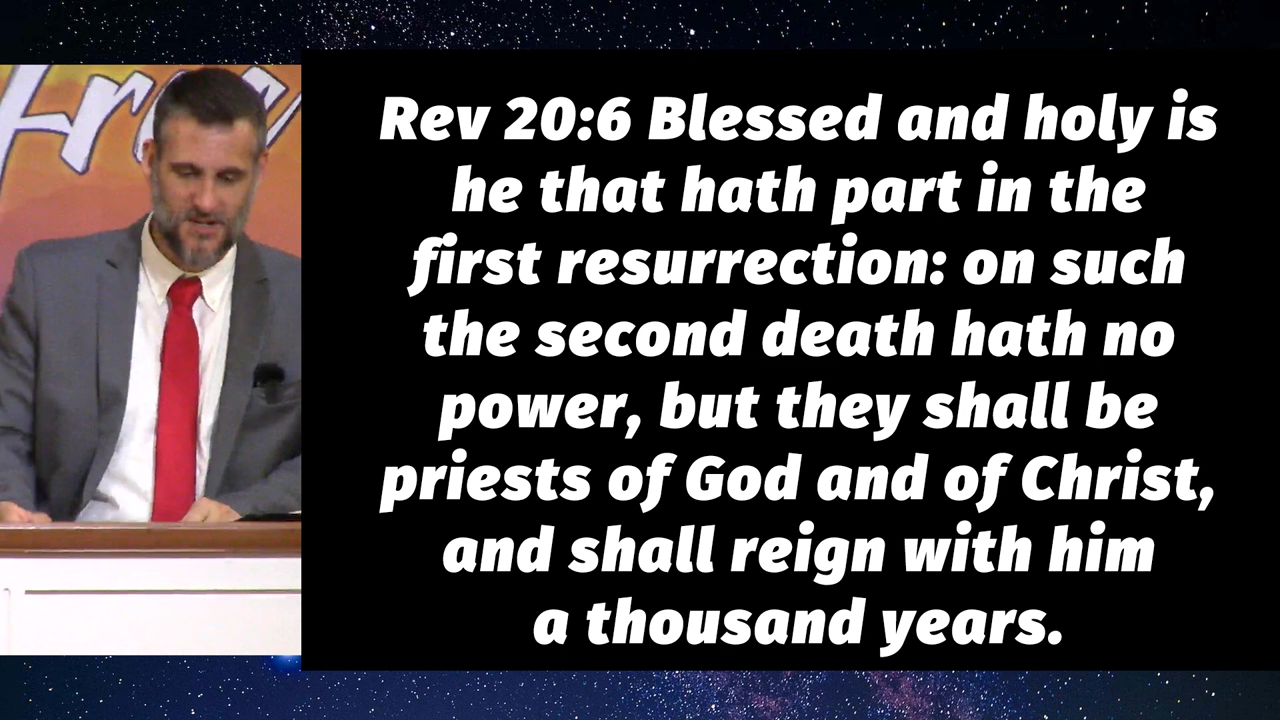 Free
Rev 20:6 Blessed and holy is
he that hath part in the
first resurrection: on such
the second death hath no
power, but they shall be
priests of God and of Christ,
and shall reign with him
a thousand years.